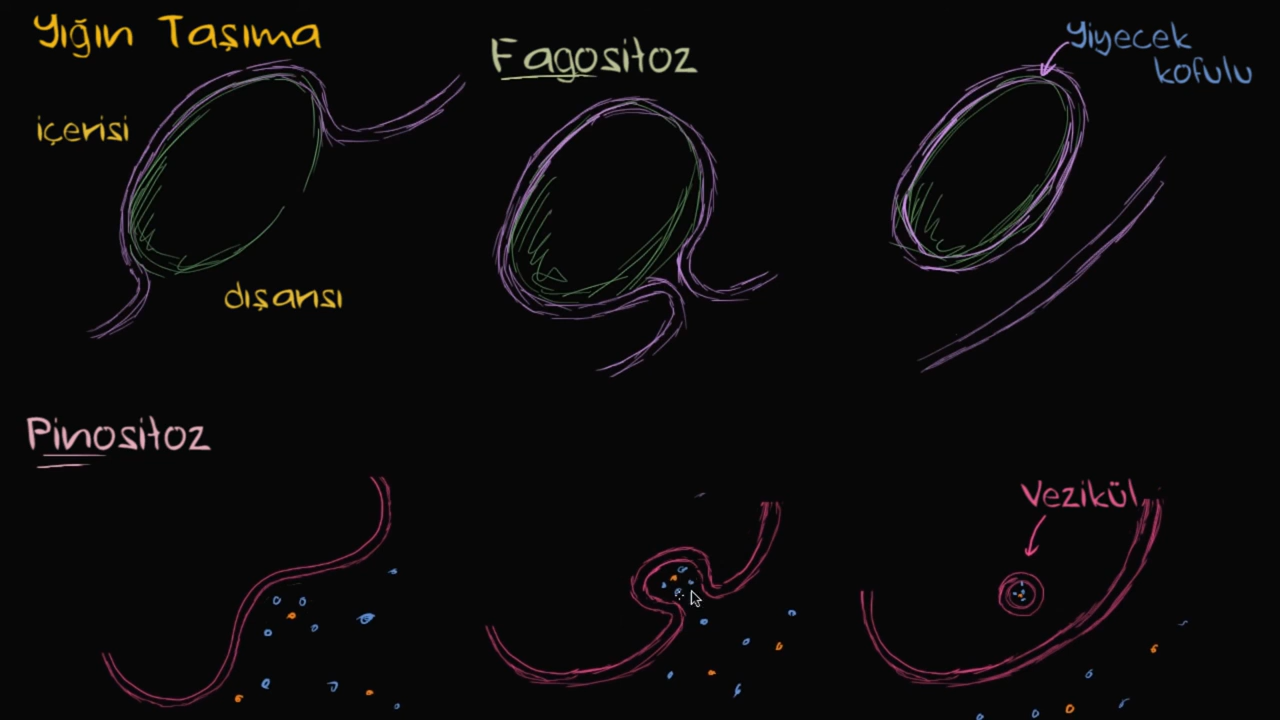 Yığın Taşıma
Fagositoz
Yiyecek
kofulu
içerisi
dışarısı
Pinositoz
Vezikül